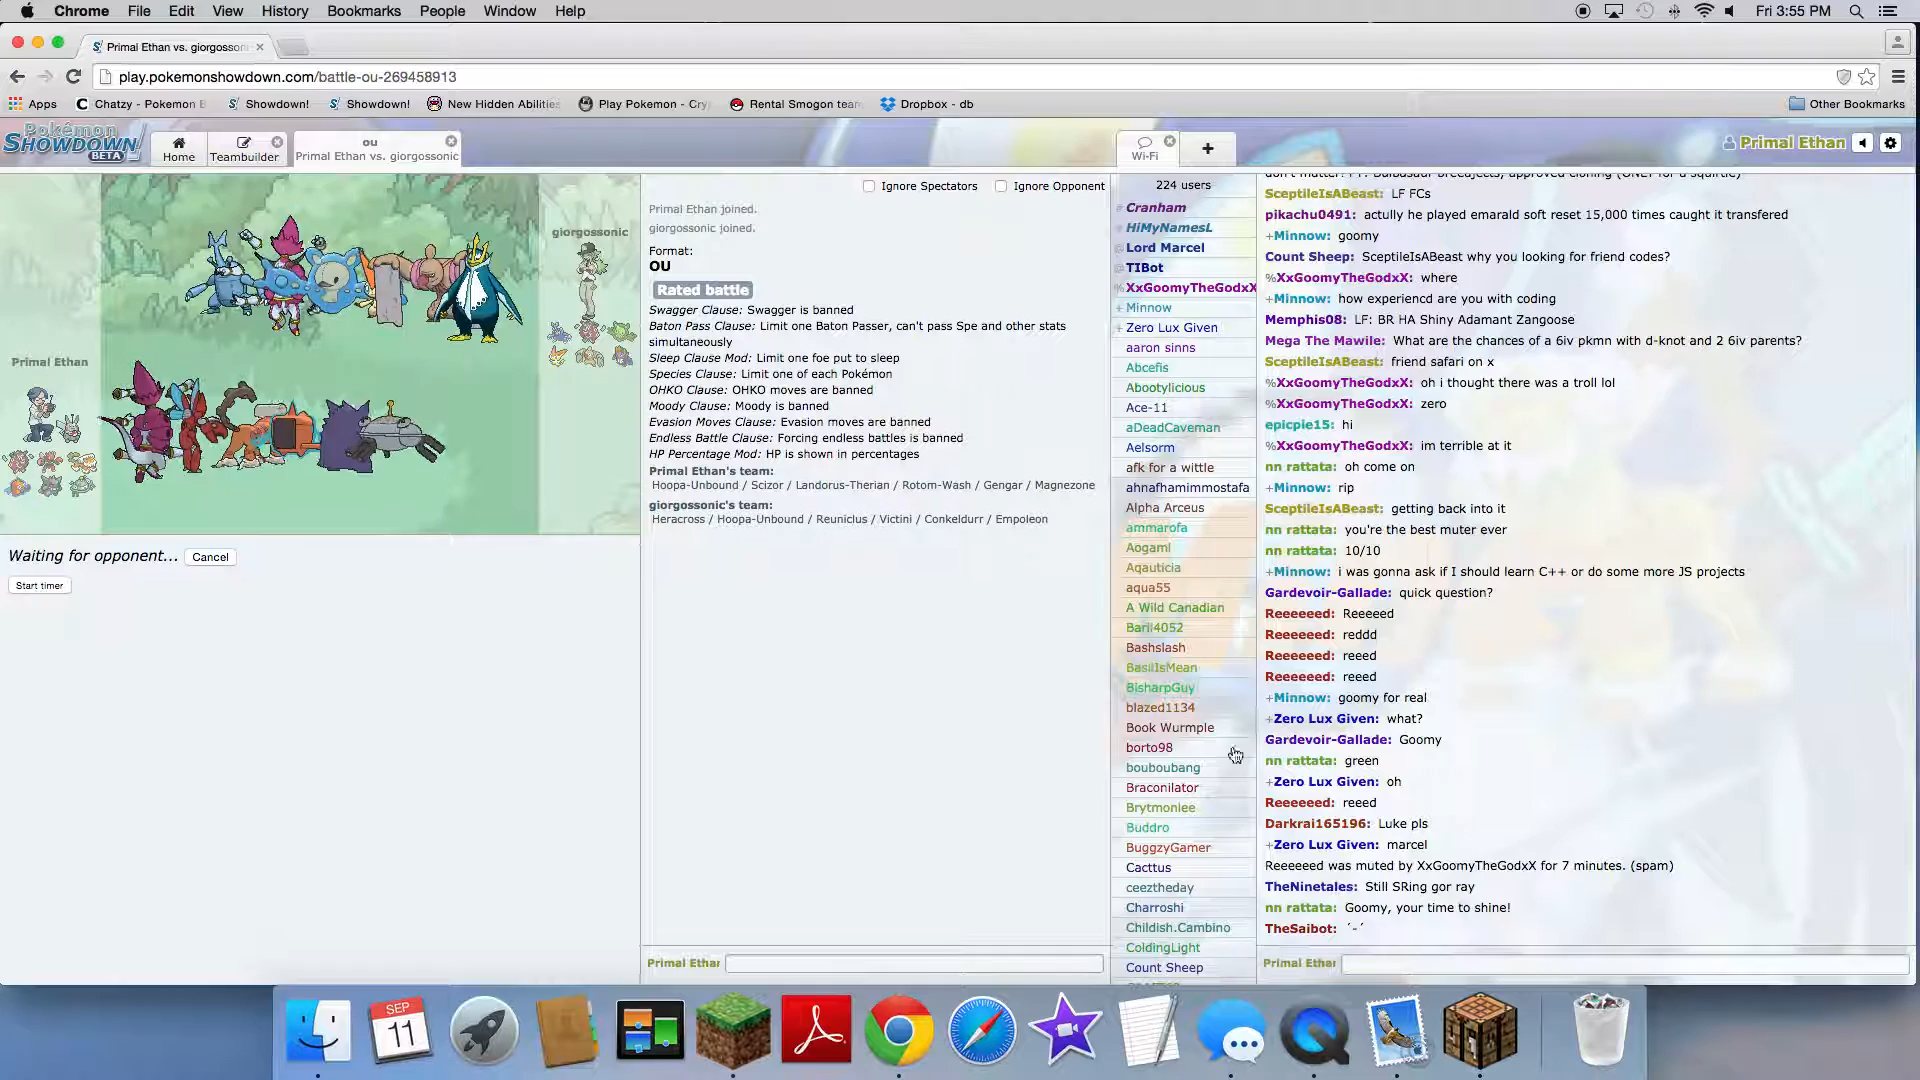 Chrome File Edit View History Bookmarks People Window Help
Fri 3:55 PM
Primal Ethan vs. giorgosson
play.pokemonshowdown.com/battle-ou-269458913
Apps Chatzy - Pokemon Showdown! Showdown! New Hidden Abilities Play Pokemon - Cry Rental Smogon team Dropbox - db Other Bookmarks
Pokémon
SHOWDOWN!
BETA
Home
Teambuilder
ou
Primal Ethan vs. giorgossonic
Wi-Fi
+
Primal Ethan
giorgossonic
Primal Ethan
Waiting for opponent... Cancel
Start timer
Ignore Spectators Ignore Opponent
Primal Ethan joined.
giorgossonic joined.
Format:
OU
Rated battle
Swagger Clause: Swagger is banned
Baton Pass Clause: Limit one Baton Passer, can't pass Spe and other stats
simultaneously
Sleep Clause Mod: Limit one foe put to sleep
Species Clause: Limit one of each Pokémon
OHKO Clause: OHKO moves are banned
Moody Clause: Moody is banned
Evasion Moves Clause: Evasion moves are banned
Endless Battle Clause: Forcing endless battles is banned
HP Percentage Mod: HP is shown in percentages
Primal Ethan's team:
Hoopa-Unbound / Scizor / Landorus-Therian / Rotom-Wash / Gengar / Magnezone
giorgossonic's team:
Heracross / Hoopa-Unbound / Reuniclus / Victini / Conkeldurr / Empoleon
Primal Ethan
224 users
Cranham
HiMyNamesL
@Lord Marcel
@TIBot
%XxGoomyTheGodxX
+Minnow
+Zero Lux Given
aaron sinns
Abcefis
Abootylicious
Ace-11
aDeadCaveman
Aelsorm
afk for a wittle
ahnafhamimmostafa
Alpha Arceus
ammarofa
Aogami
Aqauticia
aqua55
A Wild Canadian
Baril4052
Bashslash
BasilIsMean
BisharpGuy
blazed1134
Book Wurmple
borto98
bouboubang
Braconilator
Brytmoniee
Buddro
BuggzyGamer
Cacttus
ceeztheday
Charroshi
Childish.Cambino
ColdingLight
Count Sheep
SceptileIsABeast: LF FCs
pikachu0491: actully he played emarald soft reset 15,000 times caught it transfered
+Minnow: goomy
Count Sheep: SceptileIsABeast why you looking for friend codes?
%XxGoomyTheGodxX: where
+Minnow: how experiencd are you with coding
Memphis08: LF: BR HA Shiny Adamant Zangoose
Mega The Mawile: What are the chances of a 6iv pkmn with d-knot and 2 6iv parents?
SceptileIsABeast: friend safari on x
%XxGoomyTheGodxX: oh i thought there was a troll lol
%XxGoomyTheGodxX: zero
epicpie15: hi
%XxGoomyTheGodxX: im terrible at it
nn rattata: oh come on
+Minnow: rip
SceptileIsABeast: getting back into it
nn rattata: you're the best muter ever
nn rattata: 10/10
+Minnow: i was gonna ask if I should learn C++ or do some more JS projects
Gardevoir-Gallade: quick question?
Reeeeeed: Reeeeed
Reeeeeed: reddd
Reeeeeed: reeed
Reeeeeed: reeed
+Minnow: goomy for real
+Zero Lux Given: what?
Gardevoir-Gallade: Goomy
nn rattata: green
+Zero Lux Given: oh
Reeeeeed: reeed
Darkrai165196: Luke pls
+Zero Lux Given: marcel
Reeeeeed was muted by XxGoomyTheGodxX for 7 minutes. (spam)
TheNinetales: Still SRing gor ray
nn rattata: Goomy, your time to shine!
TheSaibot: ´-´
Primal Ethan
SEP
11